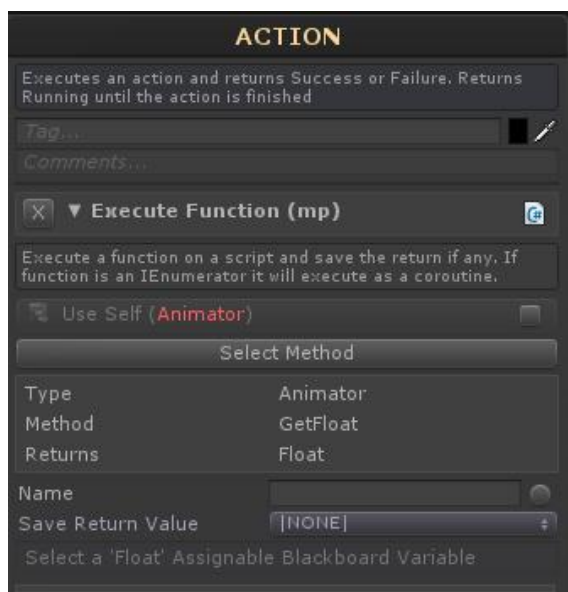 ACTION
Executes an action and returns Success or Failure. Returns
Running until the action is finished
Tag...
Comments...
X ▼ Execute Function (mp) C#
Execute a function on a script and save the return if any. If
function is an IEnumerator it will execute as a coroutine.
Use Self (Animator)
Select Method
Type Animator
Method GetFloat
Returns Float
Name
Save Return Value |NONE|
Select a 'Float' Assignable Blackboard Variable